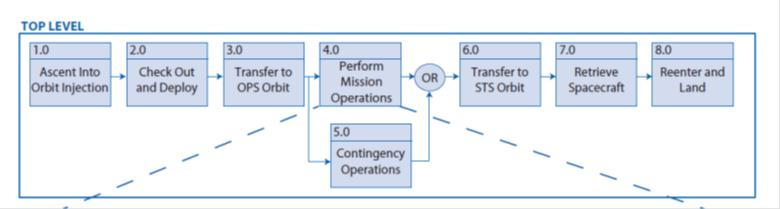 TOP LEVEL
1.0
Ascent Into
Orbit Injection
2.0
Check Out
and Deploy
3.0
Transfer to
OPS Orbit
4.0
Perform
Mission
Operations
OR
6.0
Transfer to
STS Orbit
7.0
Retrieve
Spacecraft
8.0
Reenter and
Land
5.0
Contingency
Operations